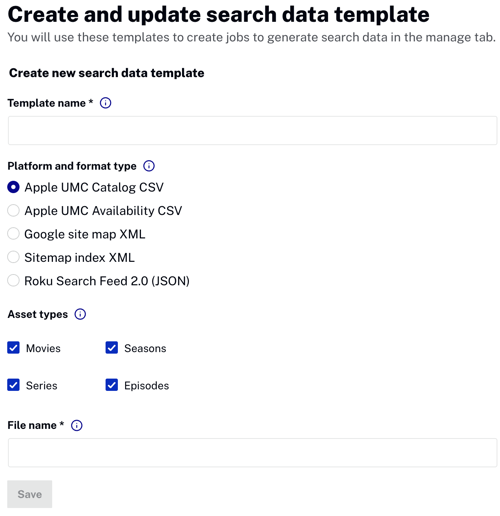 Create and update search data template
You will use these templates to create jobs to generate search data in the manage tab.
Create new search data template
Template name *
Platform and format type
Apple UMC Catalog CSV
Apple UMC Availability CSV
Google site map XML
Sitemap index XML
Roku Search Feed 2.0 (JSON)
Asset types
Movies Seasons
Series Episodes
File name *
Save